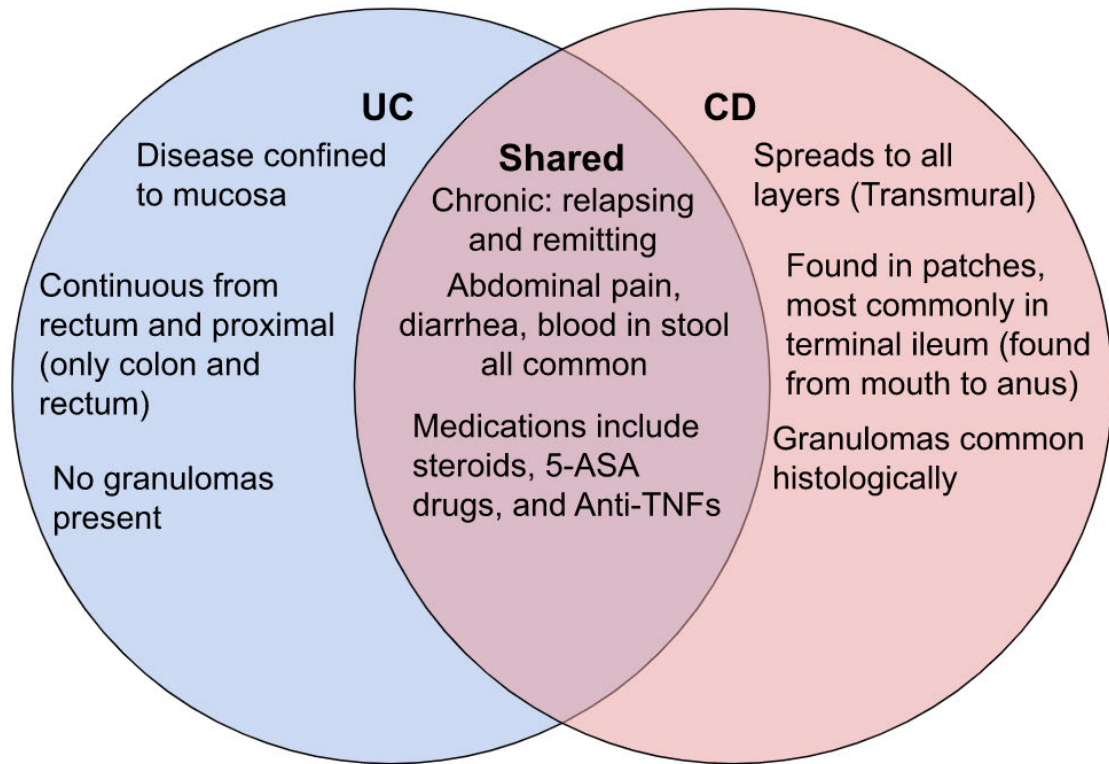 UC
Disease confined
to mucosa
Continuous from
rectum and proximal
(only colon and
rectum)
No granulomas
present
Shared
Chronic: relapsing
and remitting
Abdominal pain,
diarrhea, blood in stool
all common
Medications include
steroids, 5-ASA
drugs, and Anti-TNFs
CD
Spreads to all
layers (Transmural)
Found in patches,
most commonly in
terminal ileum (found
from mouth to anus)
Granulomas common
histologically